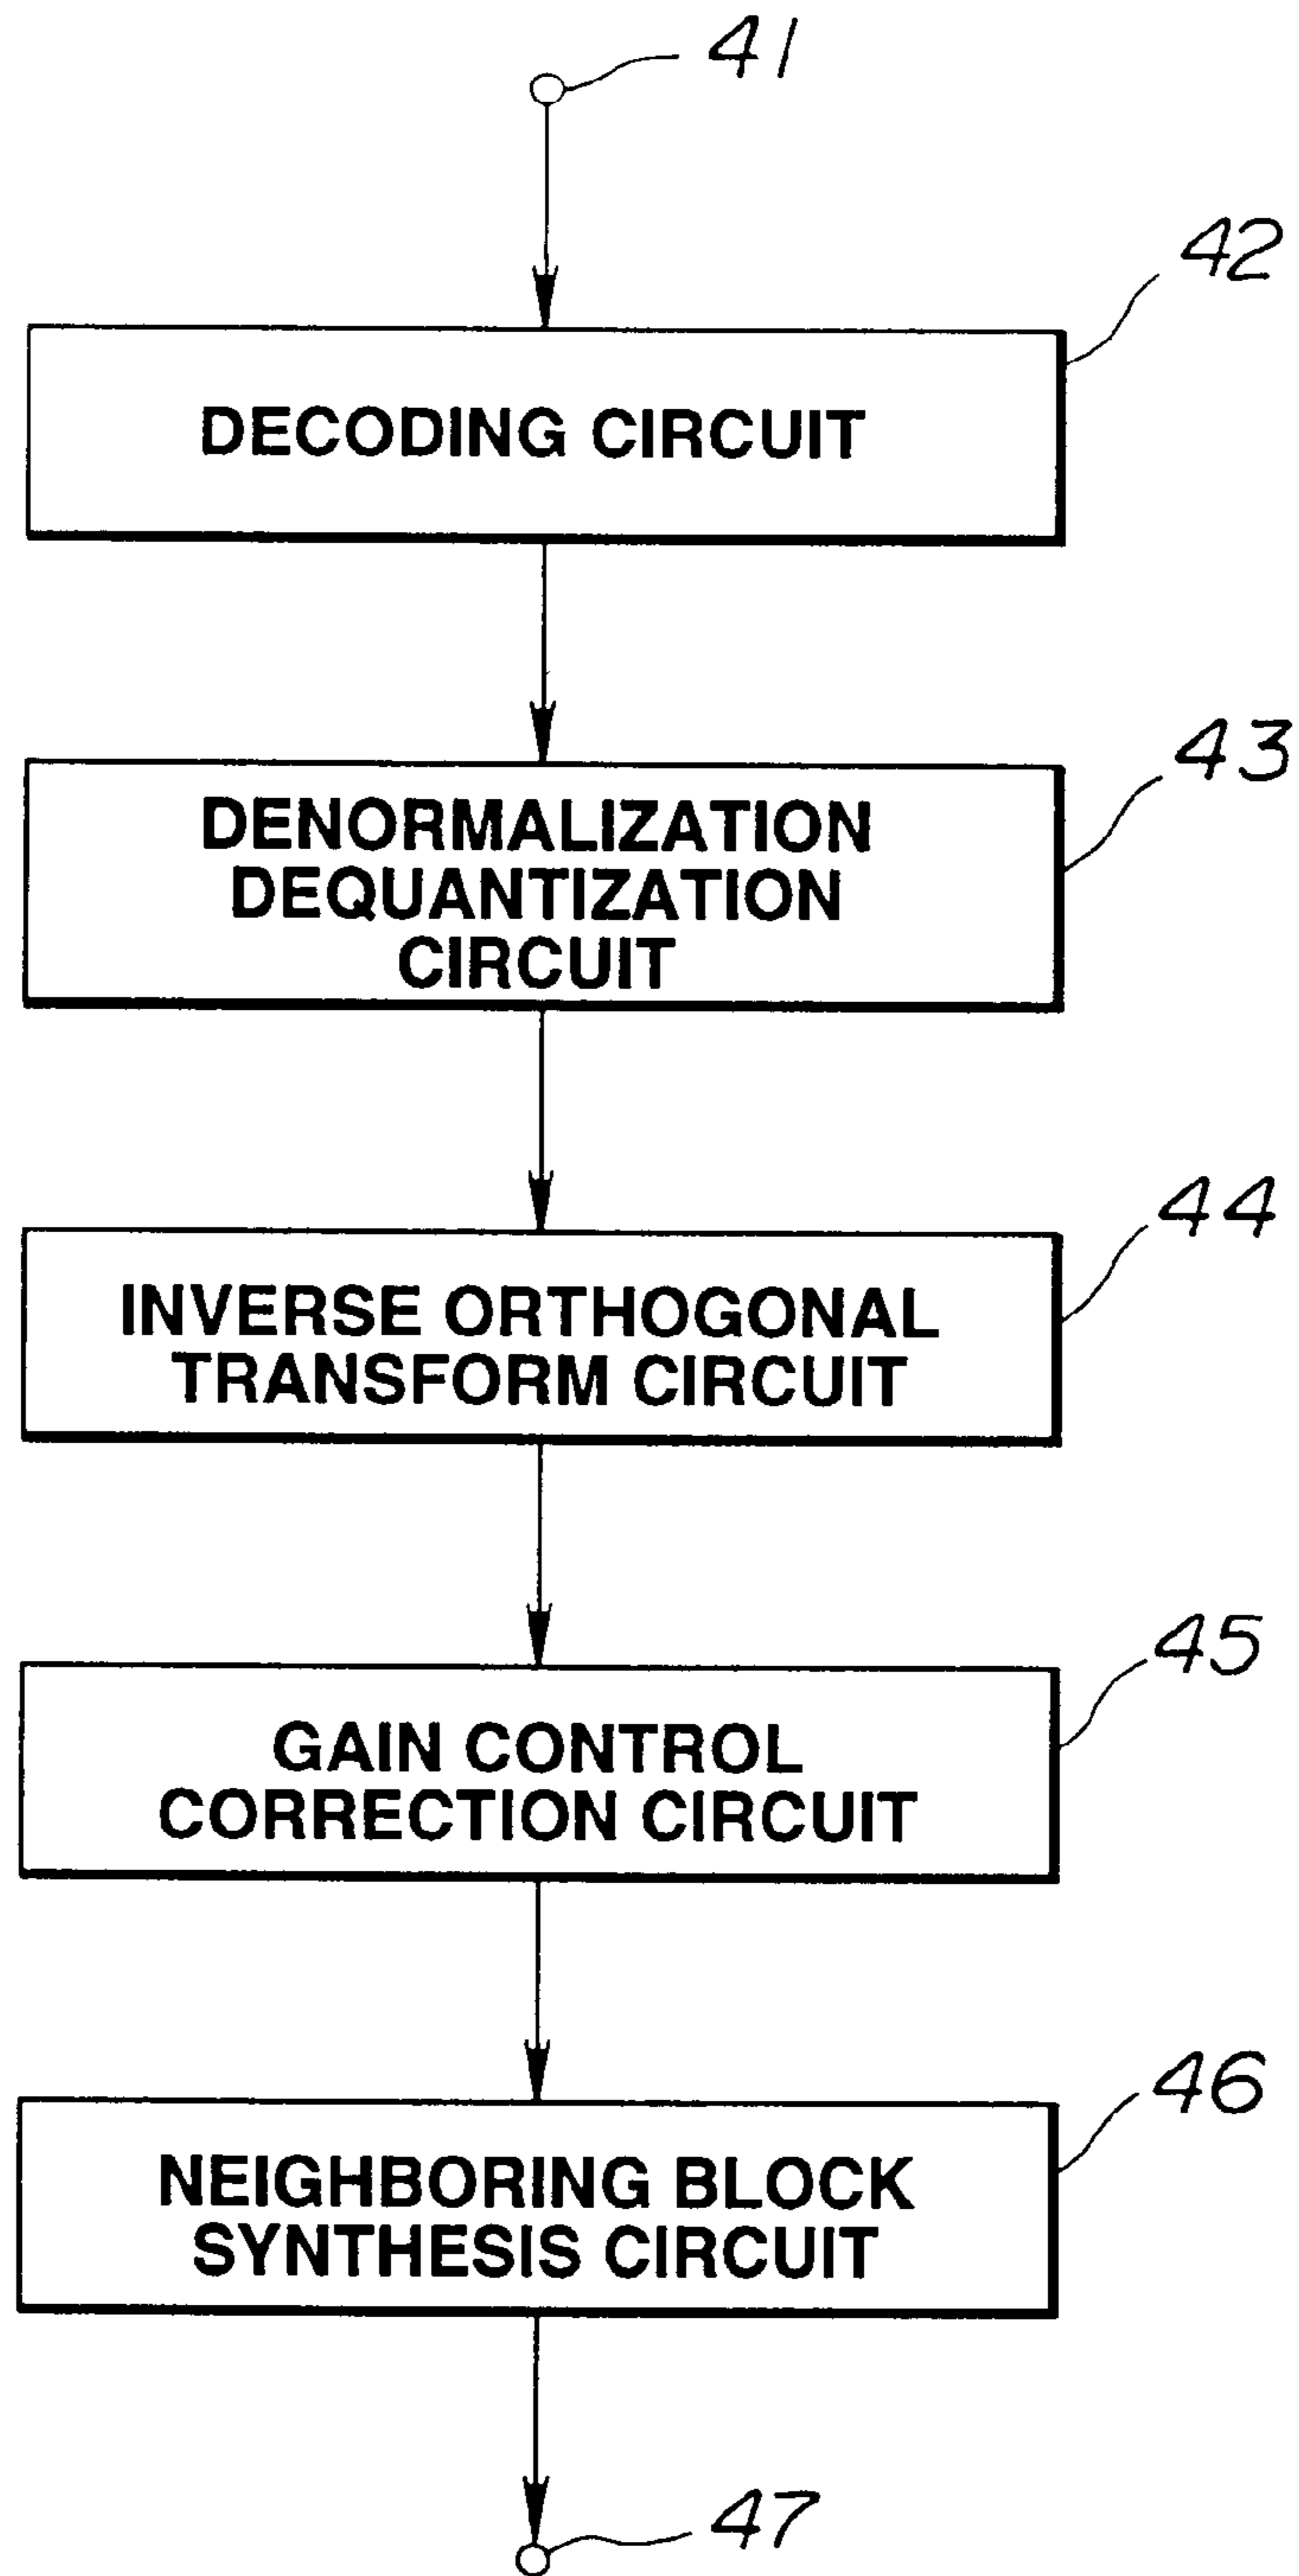 41
42
DECODING CIRCUIT
43
DENORMALIZATION
DEQUANTIZATION
CIRCUIT
44
INVERSE ORTHOGONAL
TRANSFORM CIRCUIT
45
GAIN CONTROL
CORRECTION CIRCUIT
46
NEIGHBORING BLOCK
SYNTHESIS CIRCUIT
47